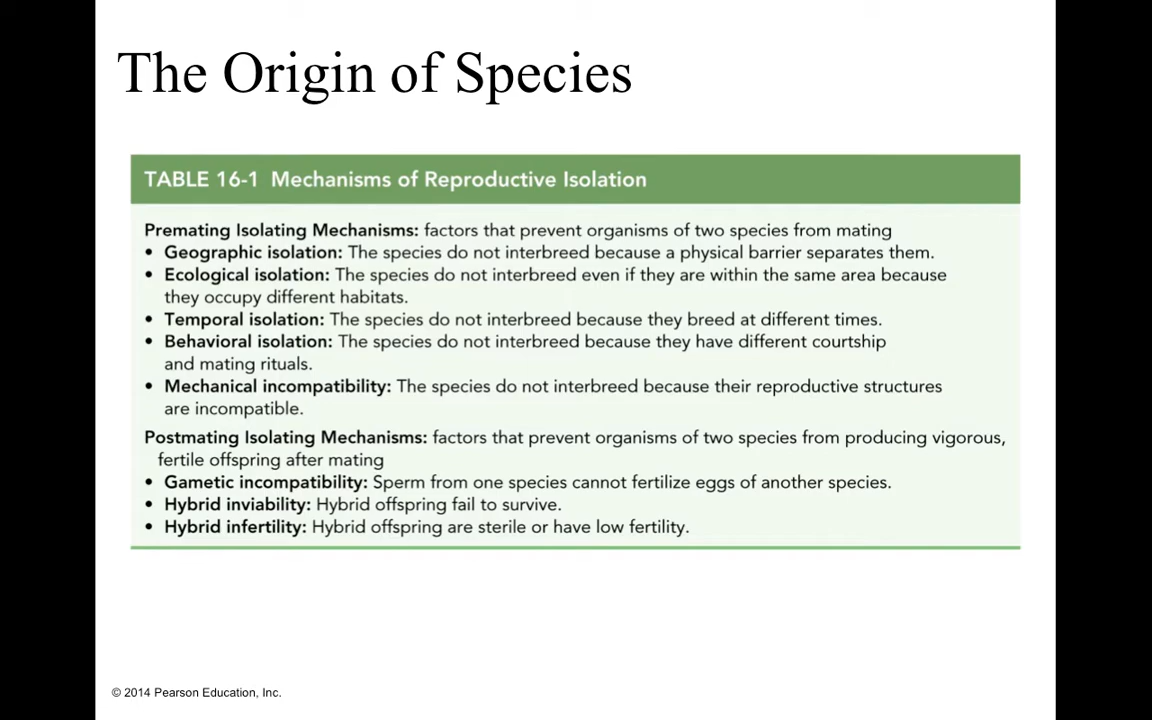 The Origin of Species
TABLE 16-1 Mechanisms of Reproductive Isolation
Premating Isolating Mechanisms: factors that prevent organisms of two species from mating
• Geographic isolation: The species do not interbreed because a physical barrier separates them.
• Ecological isolation: The species do not interbreed even if they are within the same area because
they occupy different habitats.
• Temporal isolation: The species do not interbreed because they breed at different times.
• Behavioral isolation: The species do not interbreed because they have different courtship
and mating rituals.
• Mechanical incompatibility: The species do not interbreed because their reproductive structures
are incompatible.
Postmating Isolating Mechanisms: factors that prevent organisms of two species from producing vigorous,
fertile offspring after mating
• Gametic incompatibility: Sperm from one species cannot fertilize eggs of another species.
• Hybrid inviability: Hybrid offspring fail to survive.
• Hybrid infertility: Hybrid offspring are sterile or have low fertility.
© 2014 Pearson Education, Inc.